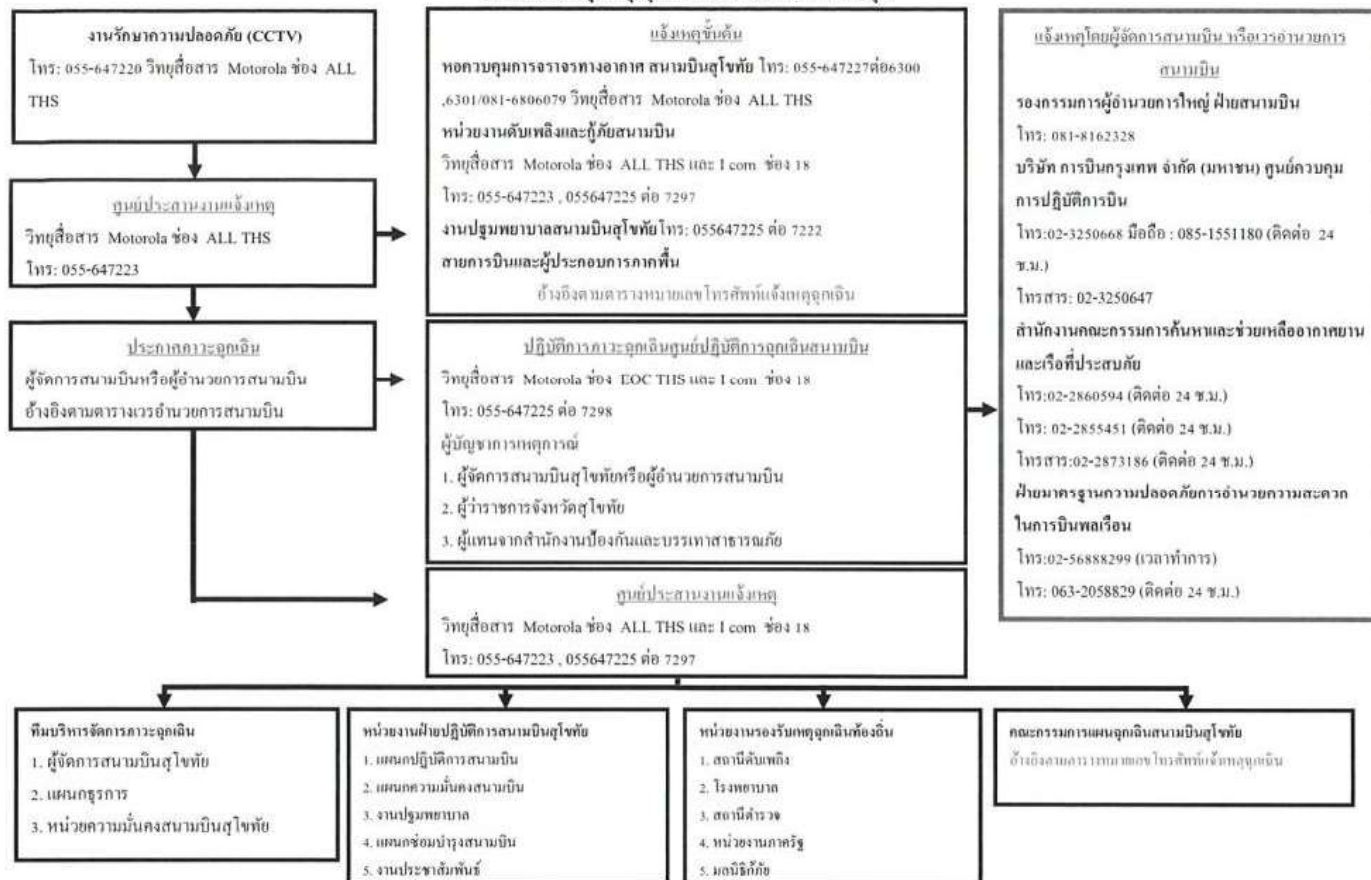 งานรักษาความปลอดภัย (CCTV)
โทร: 055-647220 วิทยุสื่อสาร Motorola ช่อง ALL
THS
ศูนย์ประสานงานแจ้งเหตุ
วิทยุสื่อสาร Motorola ช่อง ALL THS
โทร: 055-647223
ประกาศภาวะฉุกเฉิน
ผู้จัดการสนามบินหรือผู้อำนวยการสนามบิน
อ้างอิงตามตารางเวรอำนวยการสนามบิน
แจ้งเหตุขั้นต้น
หอควบคุมการจราจรทางอากาศ สนามบินสุโขทัย โทร: 055-647227ต่อ6300
,6301/081-6806079 วิทยุสื่อสาร Motorola ช่อง ALL THS
หน่วยงานดับเพลิงและกู้ภัยสนามบิน
วิทยุสื่อสาร Motorola ช่อง ALL THS และ I com ช่อง 18
โทร: 055-647223 , 055647225 ต่อ 7297
งานปฐมพยาบาลสนามบินสุโขทัยโทร: 055647225 ต่อ 7222
สายการบินและผู้ประกอบการภาคพื้น
อ้างอิงตามตารางหมายเลขโทรศัพท์แจ้งเหตุฉุกเฉิน
ปฏิบัติการภาวะฉุกเฉินศูนย์ปฏิบัติการฉุกเฉินสนามบิน
วิทยุสื่อสาร Motorola ช่อง EOC THS และ I com ช่อง 18
โทร: 055-647225 ต่อ 7298
ผู้บัญชาการเหตุการณ์
1. ผู้จัดการสนามบินสุโขทัยหรือผู้อำนวยการสนามบิน
2. ผู้ว่าราชการจังหวัดสุโขทัย
3. ผู้แทนจากสำนักงานป้องกันและบรรเทาสาธารณภัย
ศูนย์ประสานงานแจ้งเหตุ
วิทยุสื่อสาร Motorola ช่อง ALL THS และ I com ช่อง 18
โทร: 055-647223 , 055647225 ต่อ 7297
แจ้งเหตุโดยผู้จัดการสนามบิน หรือเวรอำนวยการ
สนามบิน
รองกรรมการผู้อำนวยการใหญ่ ฝ่ายสนามบิน
โทร: 081-8162328
บริษัท การบินกรุงเทพ จำกัด (มหาชน) ศูนย์ควบคุม
การปฏิบัติการบิน
โทร:02-3250668 มือถือ : 085-1551180 (ติดต่อ 24
ช.ม.)
โทรสาร: 02-3250647
สำนักงานคณะกรรมการค้นหาและช่วยเหลืออากาศยาน
และเรือที่ประสบภัย
โทร:02-2860594 (ติดต่อ 24 ช.ม.)
โทร: 02-2855451 (ติดต่อ 24 ช.ม.)
โทรสาร:02-2873186 (ติดต่อ 24 ช.ม.)
ฝ่ายมาตรฐานความปลอดภัยการอำนวยความสะดวก
ในการบินพลเรือน
โทร:02-56888299 (เวลาทำการ)
โทร: 063-2058829 (ติดต่อ 24 ช.ม.)
ทีมบริหารจัดการภาวะฉุกเฉิน
1. ผู้จัดการสนามบินสุโขทัย
2. แผนกธุรการ
3. หน่วยความมั่นคงสนามบินสุโขทัย
หน่วยงานฝ่ายปฏิบัติการสนามบินสุโขทัย
1. แผนกปฏิบัติการสนามบิน
2. แผนกความมั่นคงสนามบิน
3. งานปฐมพยาบาล
4. แผนกซ่อมบำรุงสนามบิน
5. งานประชาสัมพันธ์
หน่วยงานรองรับเหตุฉุกเฉินท้องถิ่น
1. สถานีดับเพลิง
2. โรงพยาบาล
3. สถานีตำรวจ
4. หน่วยงานภาครัฐ
5. มูลนิธิกู้ภัย
คณะกรรมการแผนฉุกเฉินสนามบินสุโขทัย
อ้างอิงตามตารางหมายเลขโทรศัพท์แจ้งเหตุฉุกเฉิน